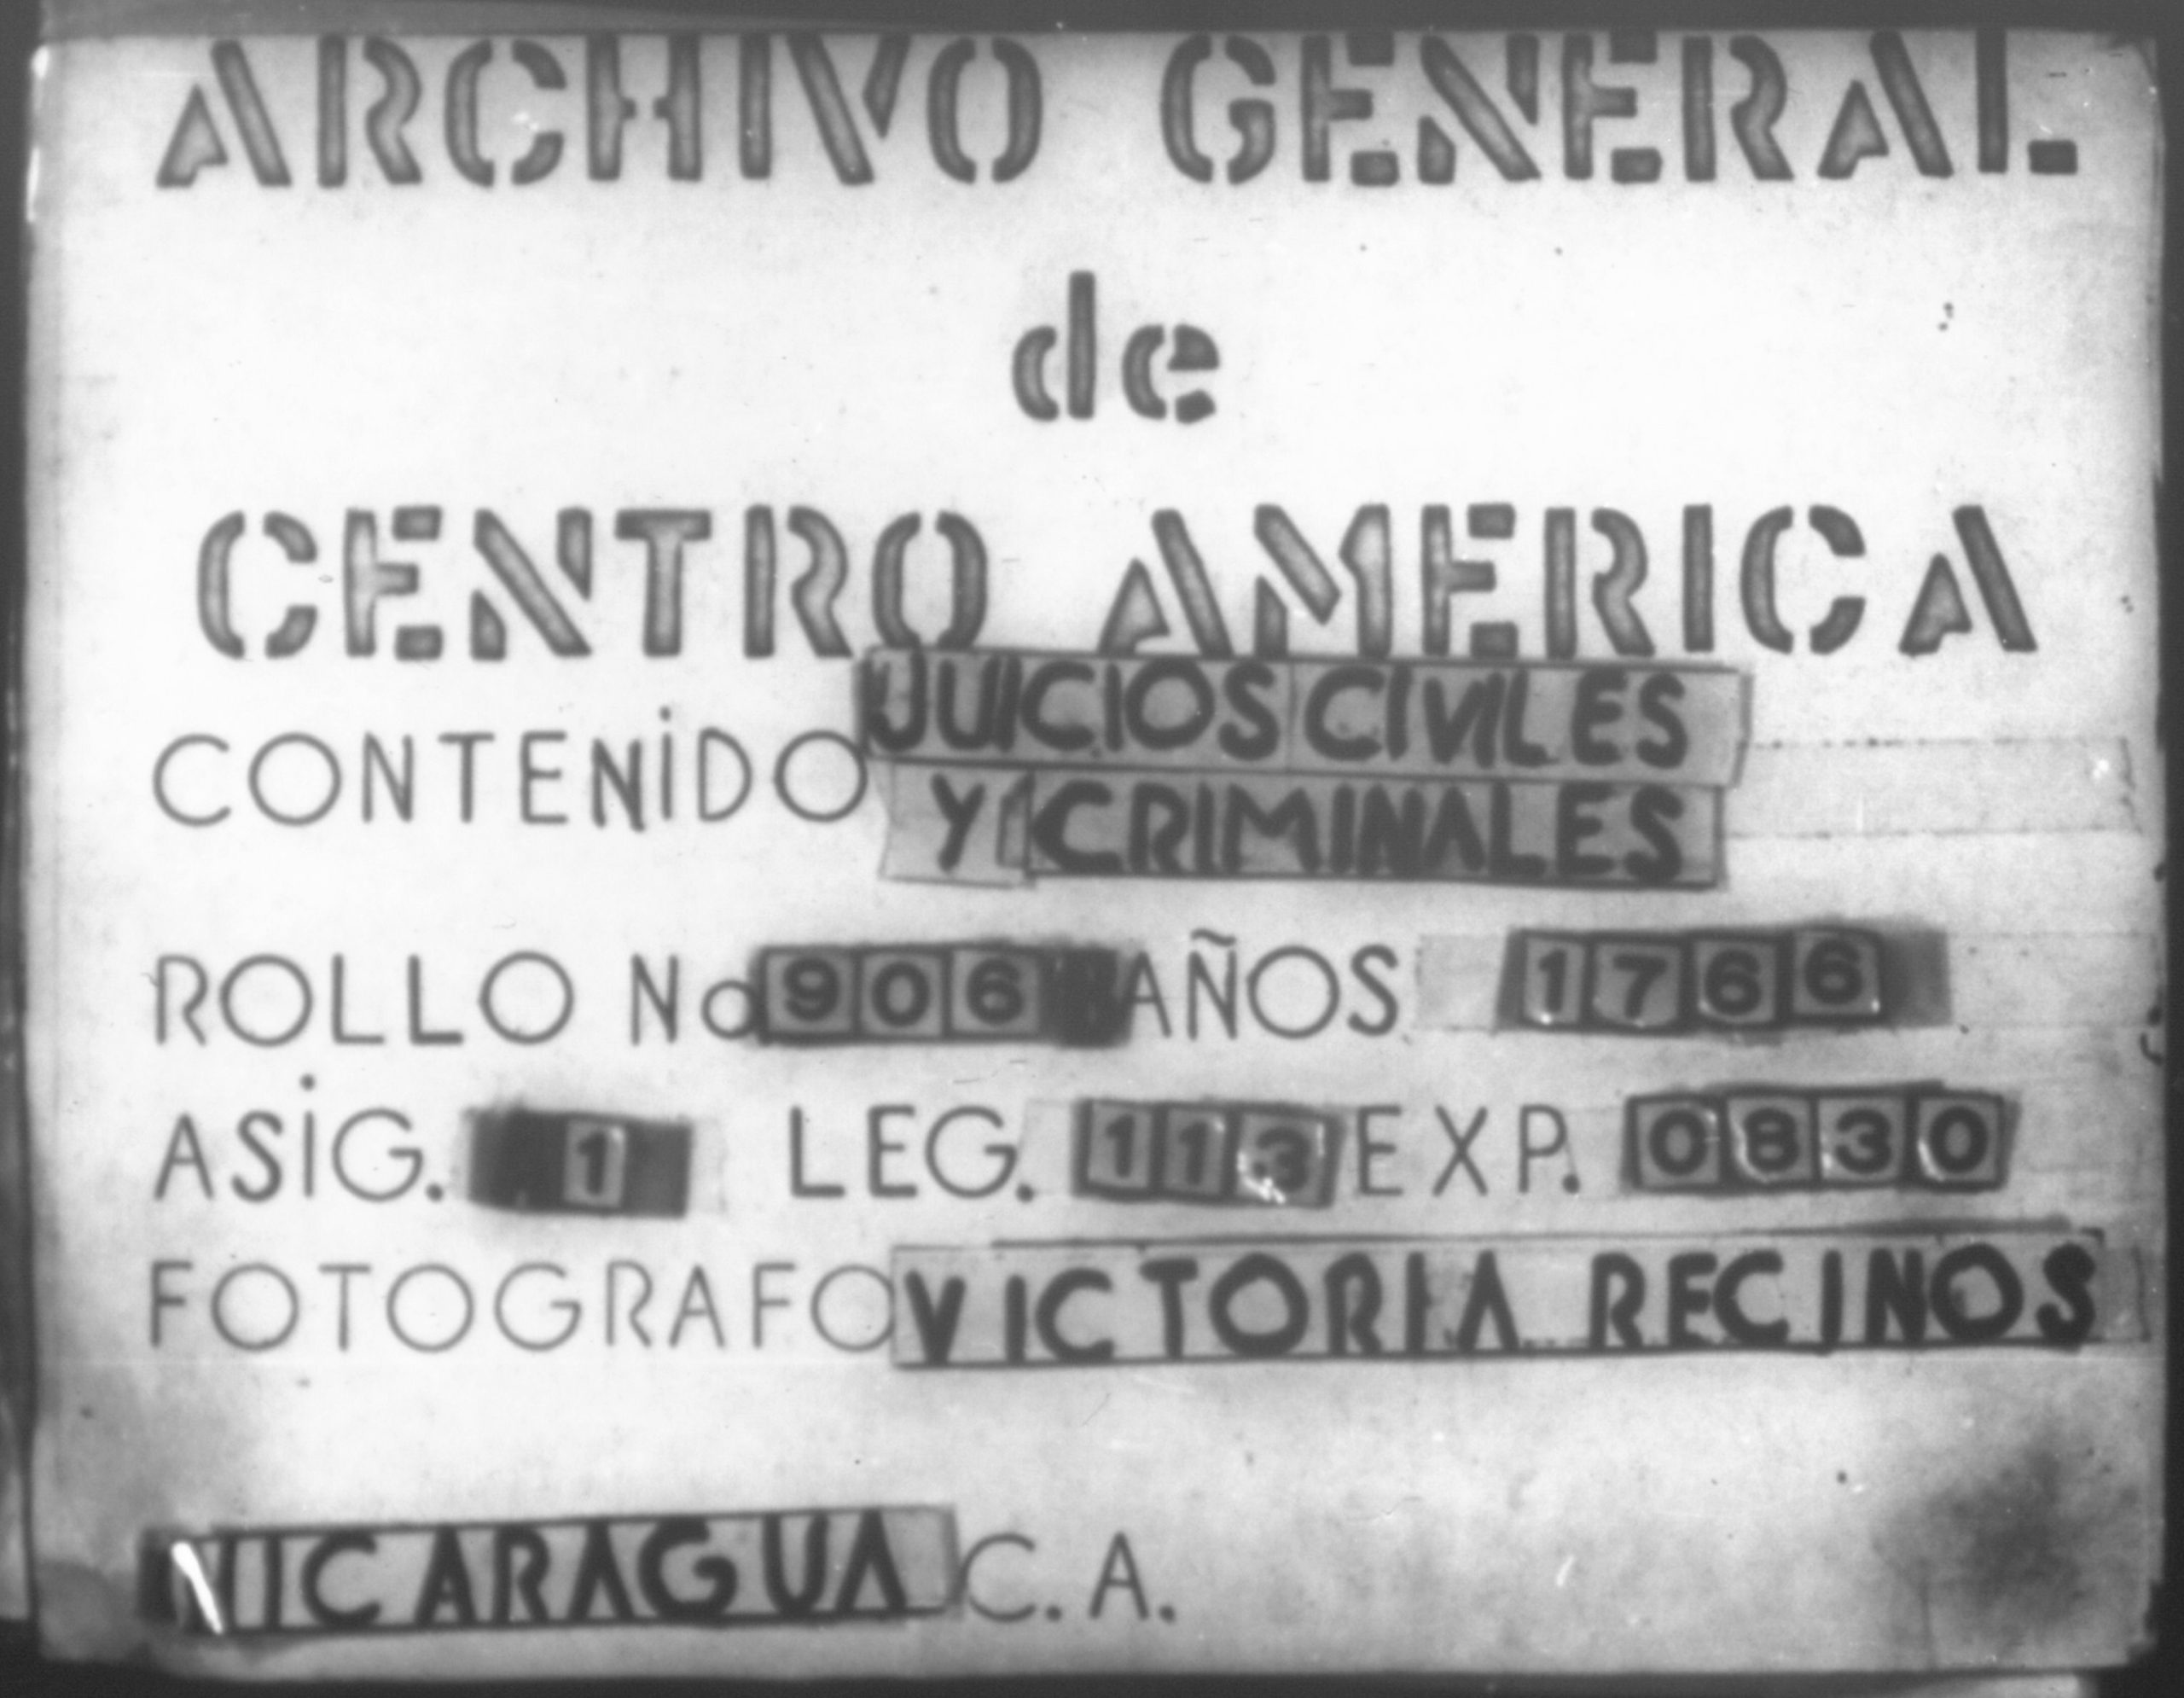 ARCHIVO GENERAL
de
CENTRO AMERICA
CONTENIDO JUICIOS CIVILES
Y CRIMINALES
ROLLO No 906 AÑOS 1766
ASIG. 1 LEG. 113 EXP. 0830
FOTOGRAFO VICTORIA RECINOS
NICARAGUA C.A.